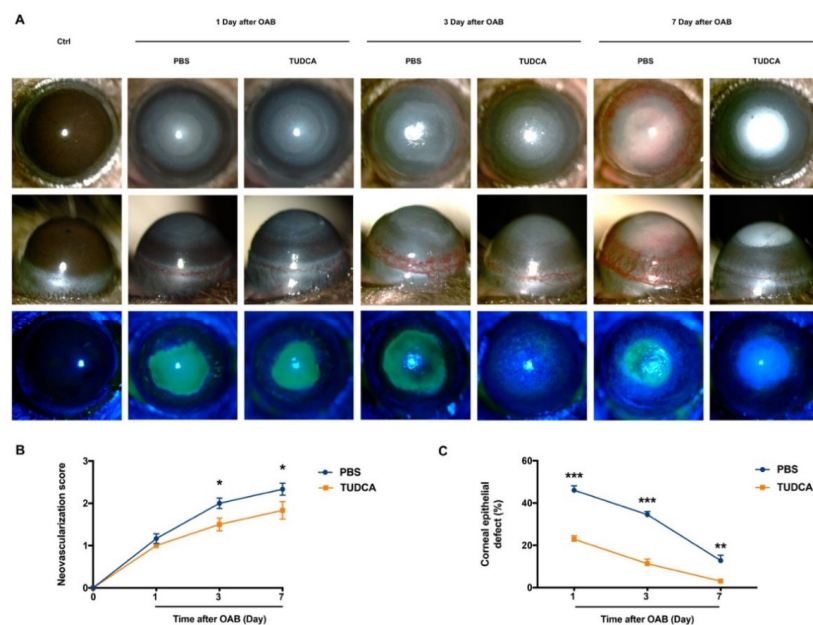 A
1 Day after OAB
3 Day after OAB
7 Day after OAB
Ctrl
PBS
TUDCA
PBS
TUDCA
PBS
TUDCA
B
Neovascularization score
3
2
1
0
*
*
PBS
TUDCA
0
1
3
7
Time after OAB (Day)
C
Corneal epithelial
defect (%)
60
40
20
0
***
***
**
PBS
TUDCA
1
3
7
Time after OAB (Day)